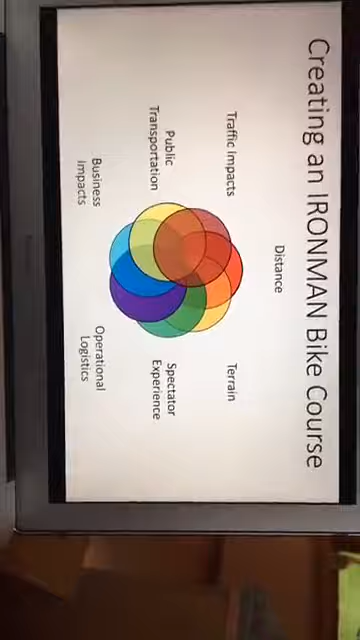 Creating an IRONMAN Bike Course
Distance
Traffic Impacts
Terrain
Public
Transportation
Spectator
Experience
Business
Impacts
Operational
Logistics